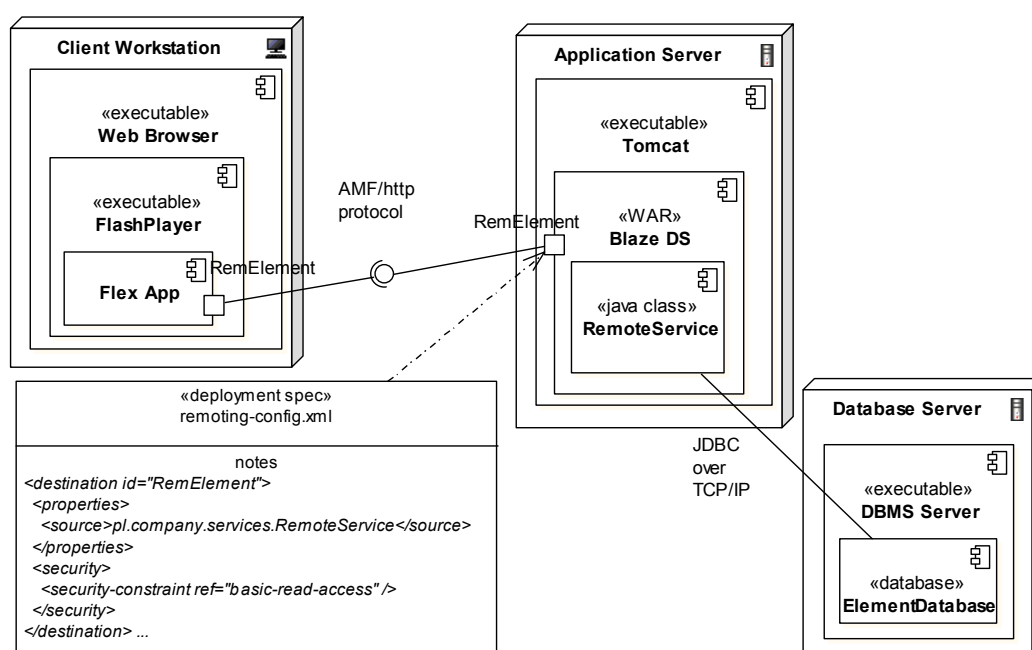 Client Workstation
«executable»
Web Browser
«executable»
FlashPlayer
Flex App
RemElement
AMF/http
protocol
Application Server
«executable»
Tomcat
RemElement
«WAR»
Blaze DS
«java class»
RemoteService
JDBC
over
TCP/IP
Database Server
«executable»
DBMS Server
«database»
ElementDatabase
«deployment spec»
remoting-config.xml
notes
<destination id="RemElement">
<properties>
<source>pl.company.services.RemoteService</source>
</properties>
<security>
<security-constraint ref="basic-read-access" />
</security>
</destination> ...